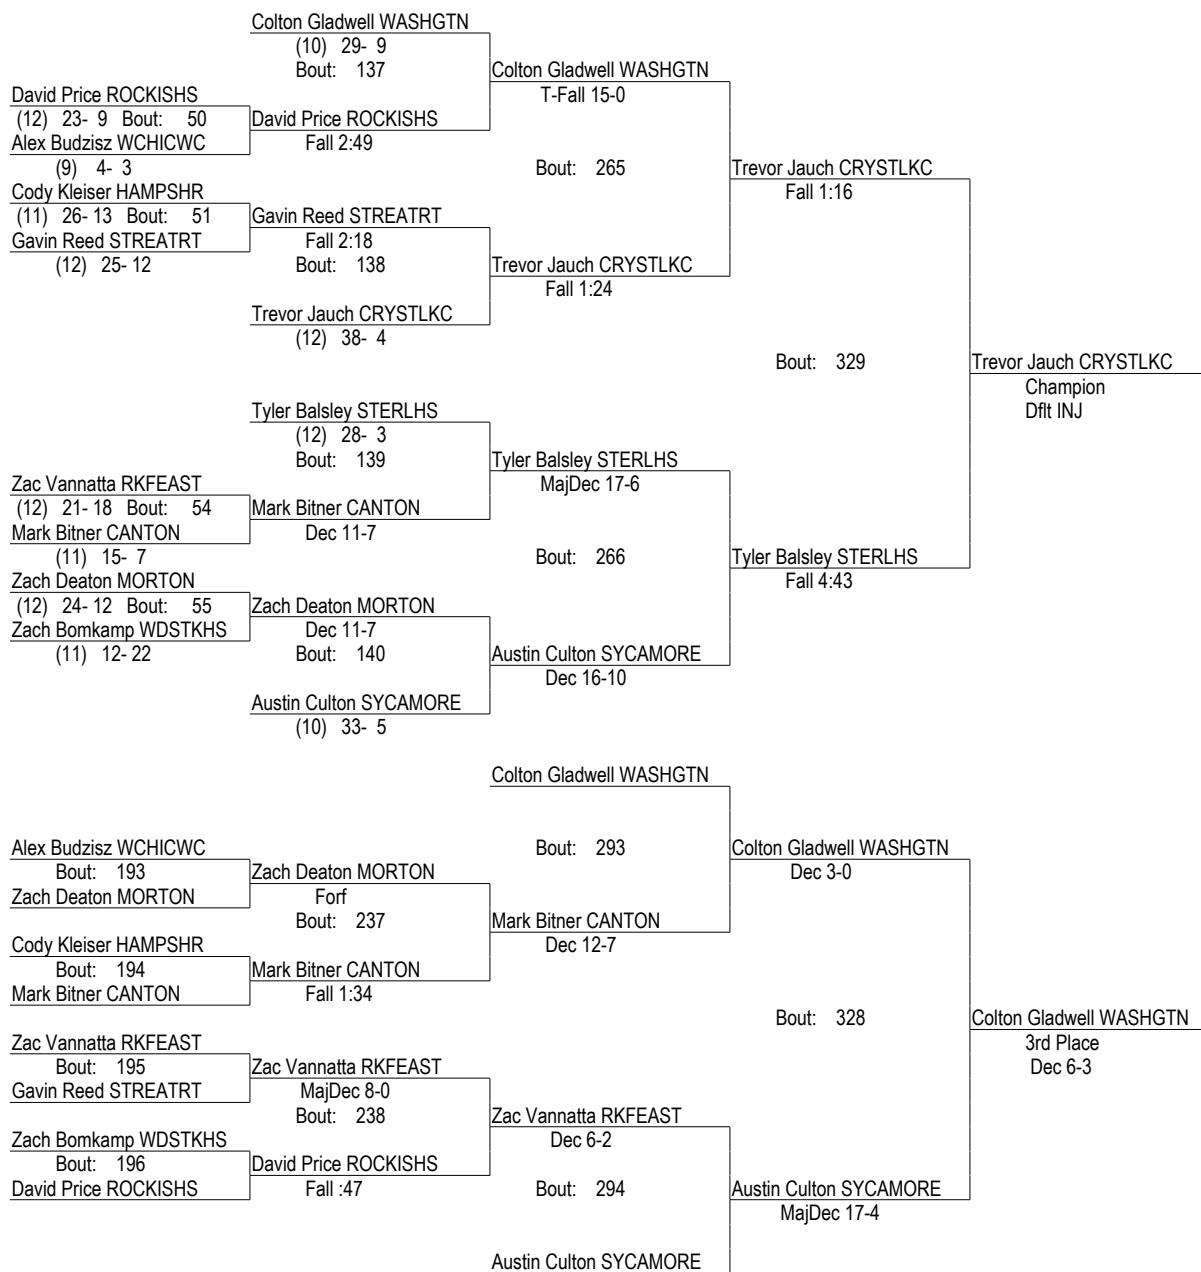 Colton Gladwell WASHGTN
(10) 29- 9
Bout: 137
Colton Gladwell WASHGTN
T-Fall 15-0
David Price ROCKISHS
(12) 23- 9 Bout: 50
David Price ROCKISHS
Alex Budzisz WCHICWC
Fall 2:49
(9) 4- 3
Bout: 265
Trevor Jauch CRYSTLKC
Fall 1:16
Cody Kleiser HAMPSHR
(11) 26- 13 Bout: 51
Gavin Reed STREATRT
Gavin Reed STREATRT
Fall 2:18
(12) 25- 12
Bout: 138
Trevor Jauch CRYSTLKC
Fall 1:24
Trevor Jauch CRYSTLKC
(12) 38- 4
Bout: 329
Trevor Jauch CRYSTLKC
Champion
Dflt INJ
Tyler Balsley STERLHS
(12) 28- 3
Bout: 139
Tyler Balsley STERLHS
MajDec 17-6
Zac Vannatta RKFEAST
(12) 21- 18 Bout: 54
Mark Bitner CANTON
Mark Bitner CANTON
Dec 11-7
(11) 15- 7
Bout: 266
Tyler Balsley STERLHS
Fall 4:43
Zach Deaton MORTON
(12) 24- 12 Bout: 55
Zach Deaton MORTON
Zach Bomkamp WDSTKHS
Dec 11-7
(11) 12- 22
Bout: 140
Austin Culton SYCAMORE
Dec 16-10
Austin Culton SYCAMORE
(10) 33- 5
Colton Gladwell WASHGTN
Alex Budzisz WCHICWC
Bout: 293
Colton Gladwell WASHGTN
Bout: 193
Zach Deaton MORTON
Dec 3-0
Zach Deaton MORTON
Forf
Bout: 237
Mark Bitner CANTON
Dec 12-7
Cody Kleiser HAMPSHR
Bout: 194
Mark Bitner CANTON
Mark Bitner CANTON
Fall 1:34
Bout: 328
Colton Gladwell WASHGTN
3rd Place
Dec 6-3
Zac Vannatta RKFEAST
Bout: 195
Zac Vannatta RKFEAST
Gavin Reed STREATRT
MajDec 8-0
Bout: 238
Zac Vannatta RKFEAST
Dec 6-2
Zach Bomkamp WDSTKHS
Bout: 196
David Price ROCKISHS
David Price ROCKISHS
Fall :47
Bout: 294
Austin Culton SYCAMORE
MajDec 17-4
Austin Culton SYCAMORE